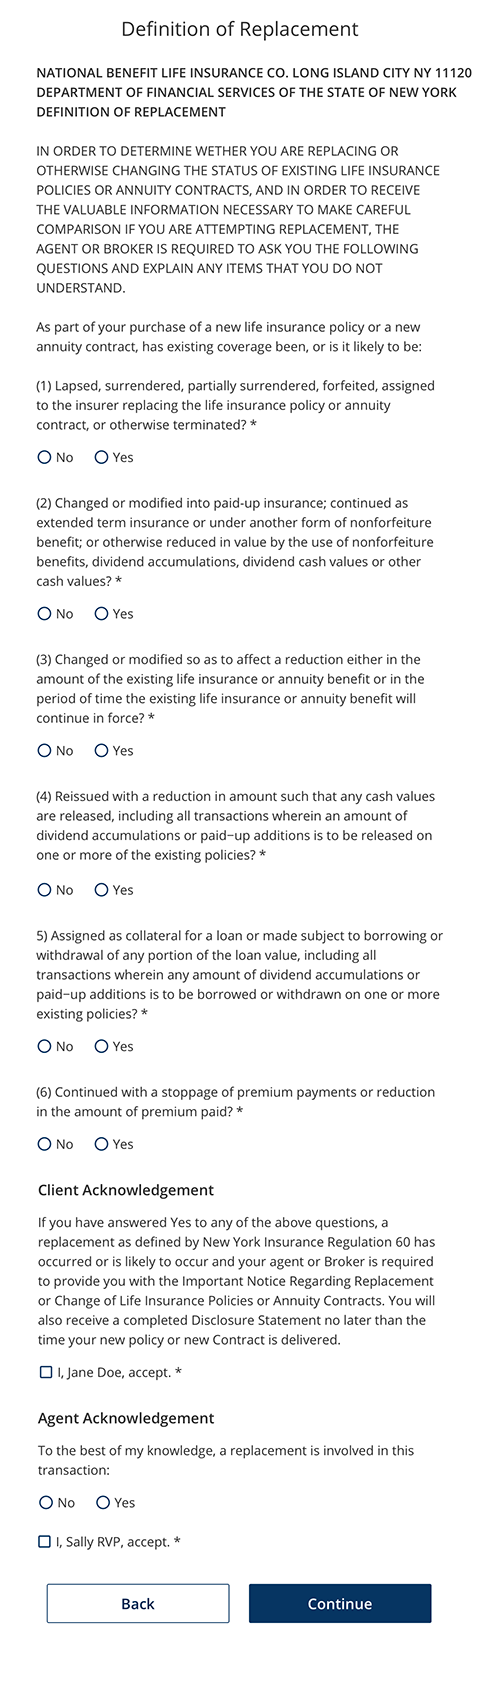 Definition of Replacement
NATIONAL BENEFIT LIFE INSURANCE CO. LONG ISLAND CITY NY 11120
DEPARTMENT OF FINANCIAL SERVICES OF THE STATE OF NEW YORK
DEFINITION OF REPLACEMENT
IN ORDER TO DETERMINE WETHER YOU ARE REPLACING OR
OTHERWISE CHANGING THE STATUS OF EXISTING LIFE INSURANCE
POLICIES OR ANNUITY CONTRACTS, AND IN ORDER TO RECEIVE
THE VALUABLE INFORMATION NECESSARY TO MAKE CAREFUL
COMPARISON IF YOU ARE ATTEMPTING REPLACEMENT, THE
AGENT OR BROKER IS REQUIRED TO ASK YOU THE FOLLOWING
QUESTIONS AND EXPLAIN ANY ITEMS THAT YOU DO NOT
UNDERSTAND.
As part of your purchase of a new life insurance policy or a new
annuity contract, has existing coverage been, or is it likely to be:
(1) Lapsed, surrendered, partially surrendered, forfeited, assigned
to the insurer replacing the life insurance policy or annuity
contract, or otherwise terminated? *
No Yes
(2) Changed or modified into paid-up insurance; continued as
extended term insurance or under another form of nonforfeiture
benefit; or otherwise reduced in value by the use of nonforfeiture
benefits, dividend accumulations, dividend cash values or other
cash values? *
No Yes
(3) Changed or modified so as to affect a reduction either in the
amount of the existing life insurance or annuity benefit or in the
period of time the existing life insurance or annuity benefit will
continue in force? *
No Yes
(4) Reissued with a reduction in amount such that any cash values
are released, including all transactions wherein an amount of
dividend accumulations or paid−up additions is to be released on
one or more of the existing policies? *
No Yes
5) Assigned as collateral for a loan or made subject to borrowing or
withdrawal of any portion of the loan value, including all
transactions wherein any amount of dividend accumulations or
paid−up additions is to be borrowed or withdrawn on one or more
existing policies? *
No Yes
(6) Continued with a stoppage of premium payments or reduction
in the amount of premium paid? *
No Yes
Client Acknowledgement
If you have answered Yes to any of the above questions, a
replacement as defined by New York Insurance Regulation 60 has
occurred or is likely to occur and your agent or Broker is required
to provide you with the Important Notice Regarding Replacement
or Change of Life Insurance Policies or Annuity Contracts. You will
also receive a completed Disclosure Statement no later than the
time your new policy or new Contract is delivered.
I, Jane Doe, accept. *
Agent Acknowledgement
To the best of my knowledge, a replacement is involved in this
transaction:
No Yes
I, Sally RVP, accept. *
Back Continue